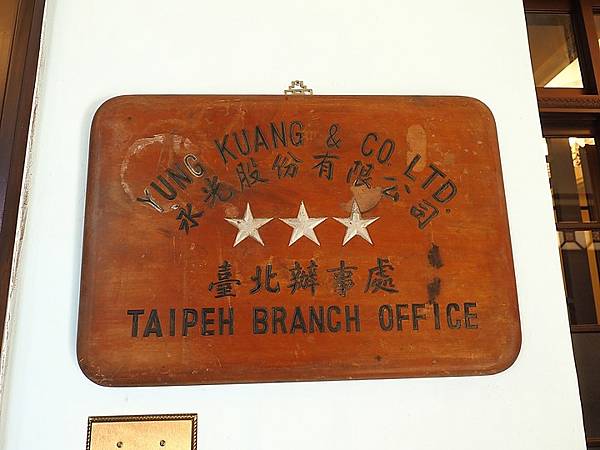 YUNG KUANG & CO. LTD.
永光股份有限公司
臺北辦事處
TAIPEH BRANCH OFFICE